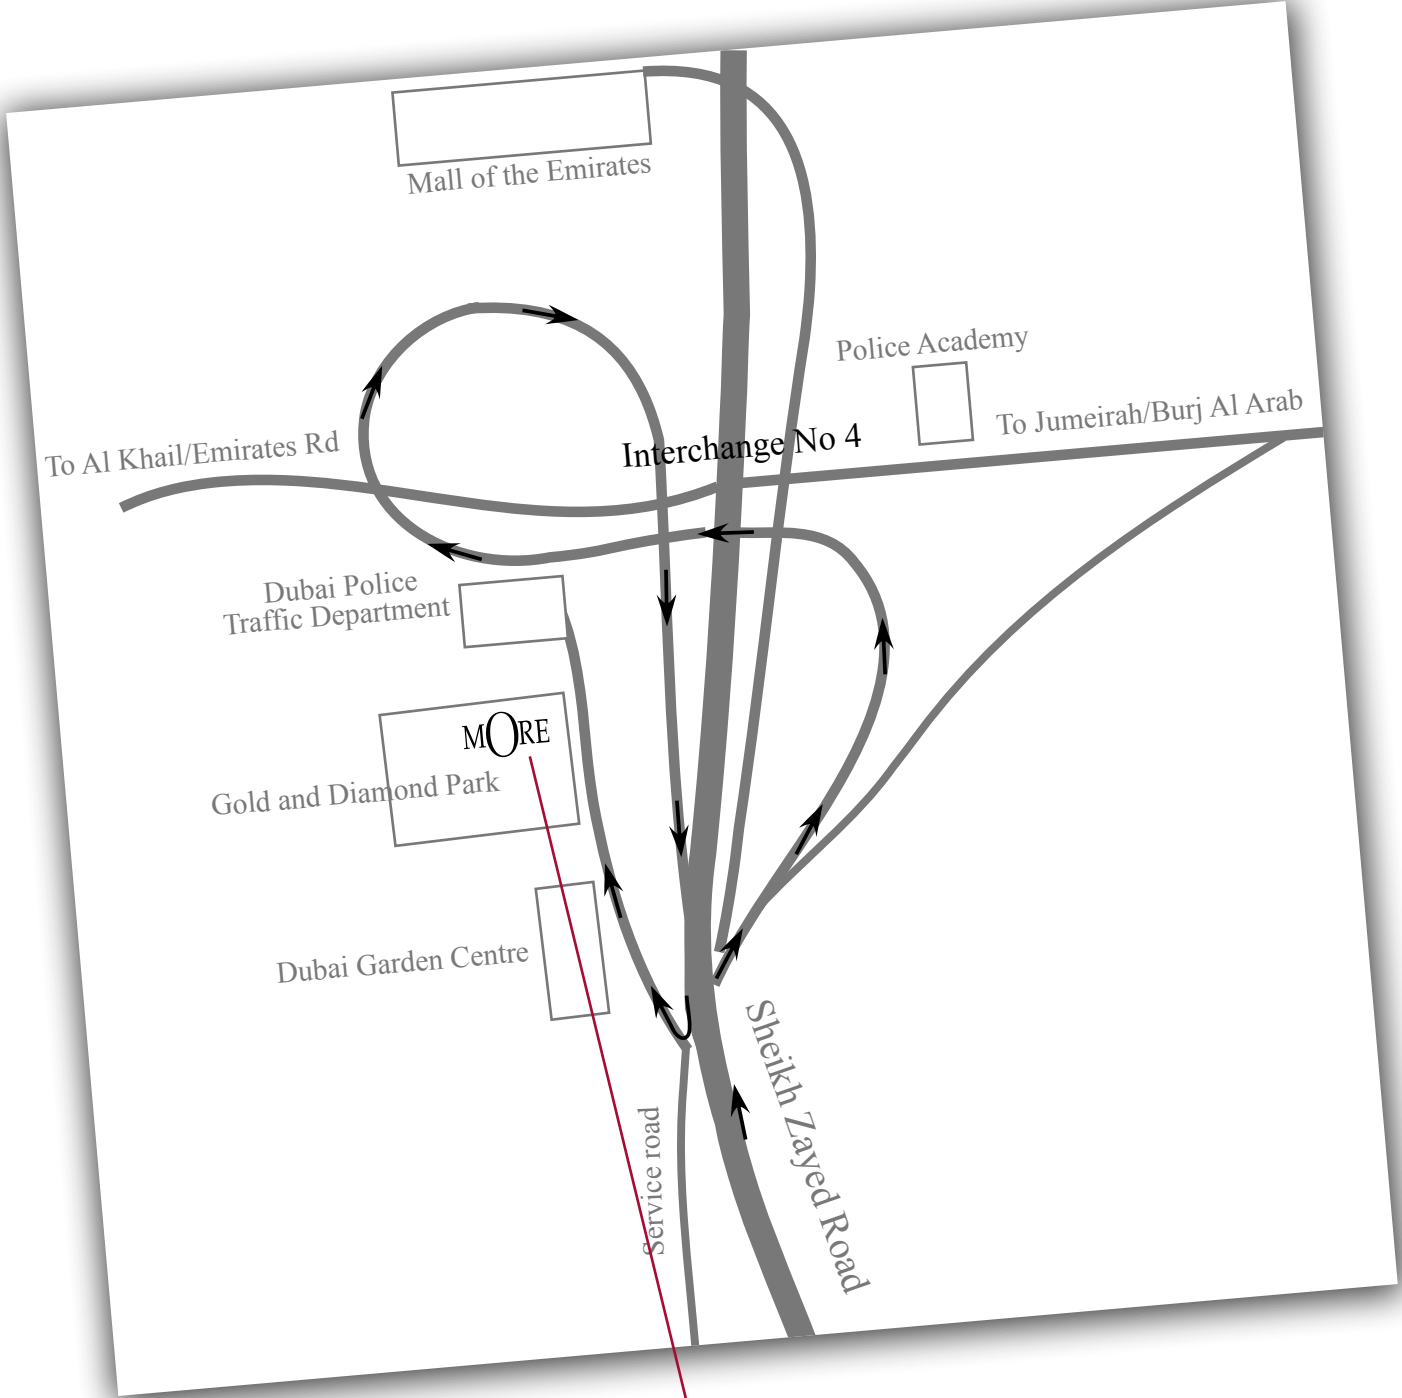 Mall of the Emirates
Police Academy
To Jumeirah/Burj Al Arab
Interchange No 4
To Al Khail/Emirates Rd
Dubai Police
Traffic Department
MORE
Gold and Diamond Park
Dubai Garden Centre
Sheikh Zayed Road
Service road